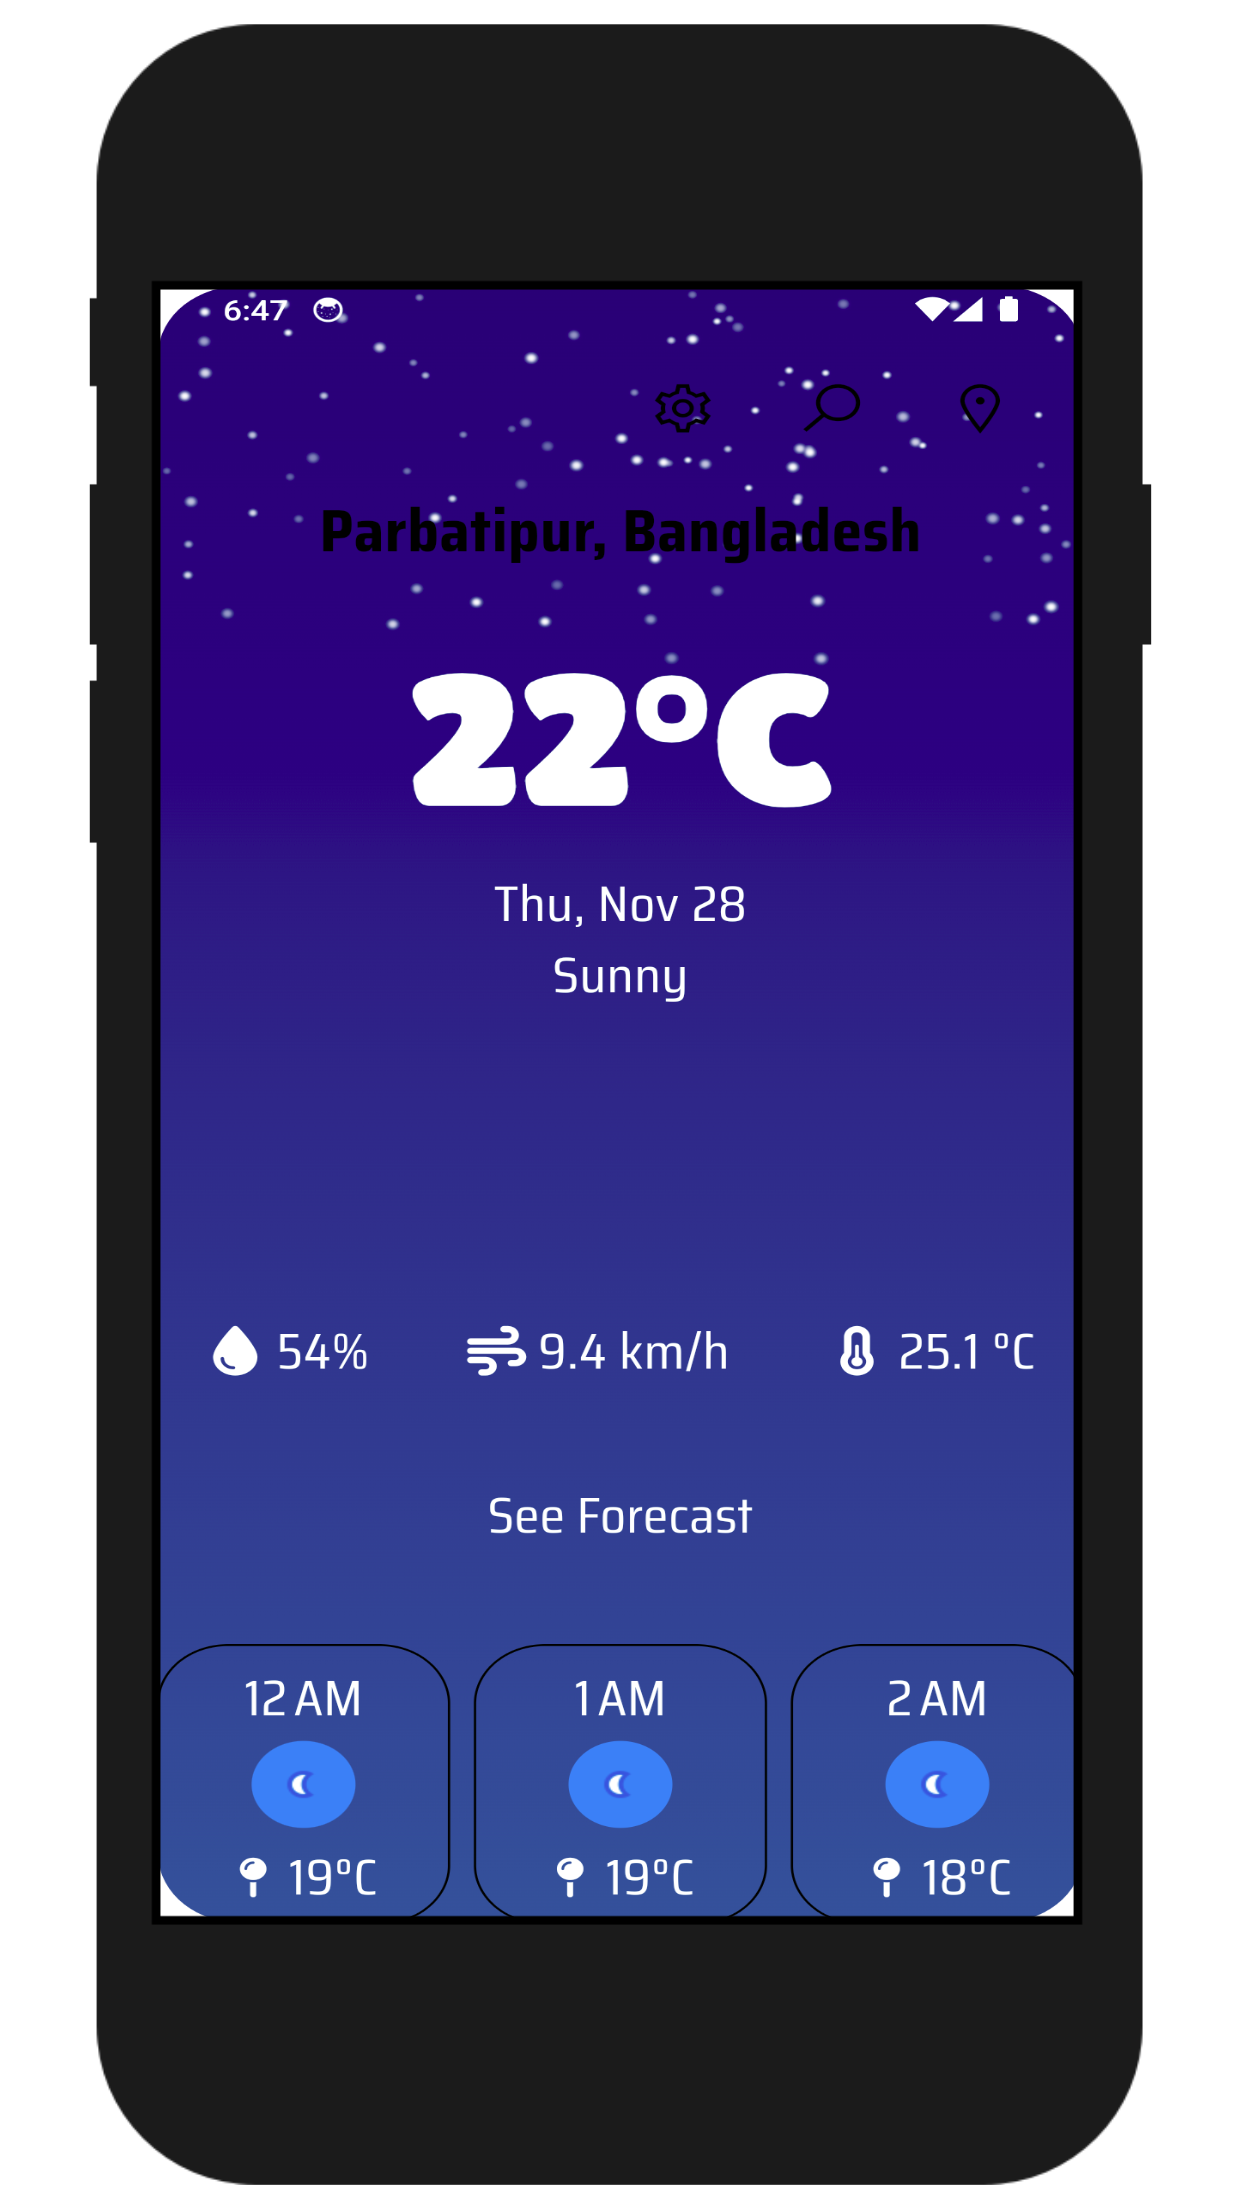 6:47
Parbatipur, Bangladesh
22°C
Thu, Nov 28
Sunny
54% 9.4 km/h 25.1 °C
See Forecast
12 AM 1 AM 2 AM
19°C 19°C 18°C